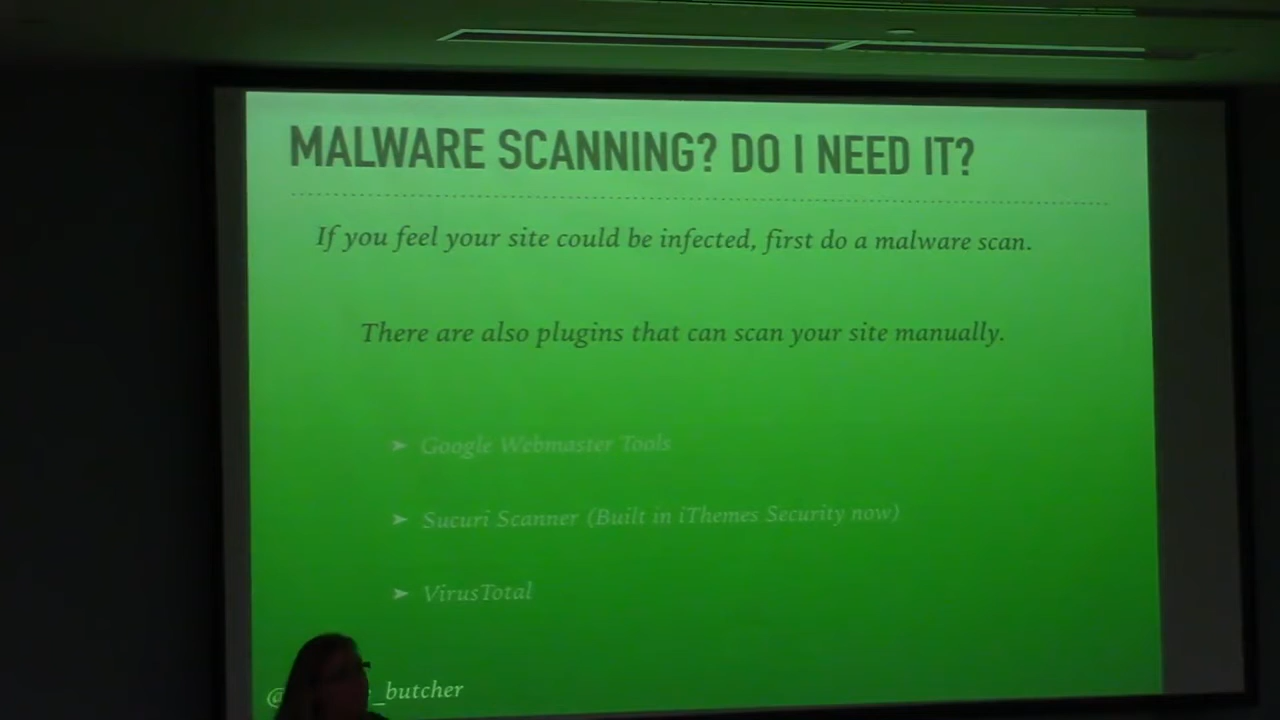 MALWARE SCANNING? DO I NEED IT?
If you feel your site could be infected, first do a malware scan.
There are also plugins that can scan your site manually.
➤ Google Webmaster Tools
➤ Sucuri Scanner (Built in iThemes Security now)
➤ VirusTotal
@ _butcher